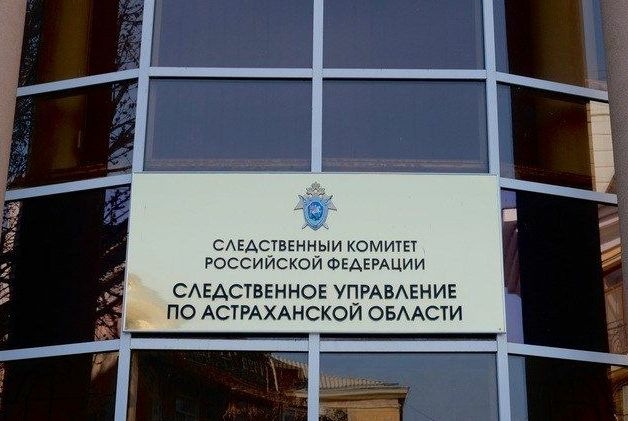 СЛЕДСТВЕННЫЙ КОМИТЕТ
РОССИЙСКОЙ ФЕДЕРАЦИИ
СЛЕДСТВЕННОЕ УПРАВЛЕНИЕ
ПО АСТРАХАНСКОЙ ОБЛАСТИ